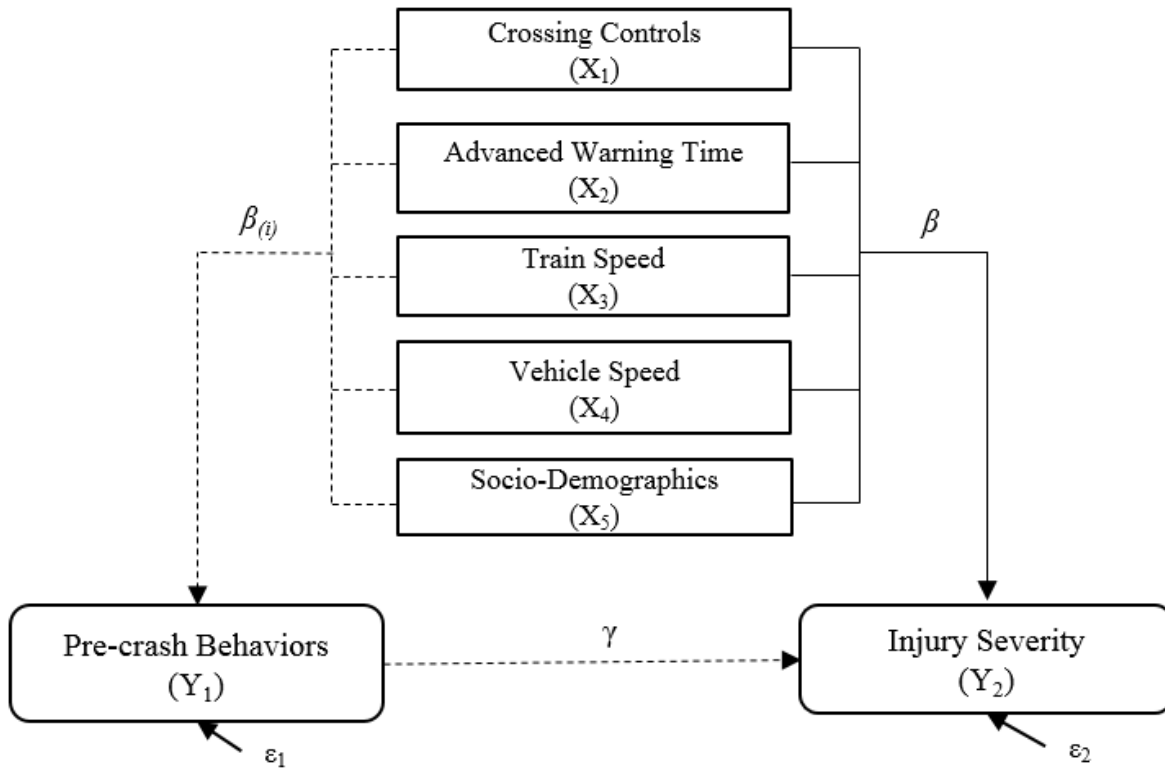 Crossing Controls
(X₁)
Advanced Warning Time
(X₂)
β₍ᵢ₎
β
Train Speed
(X₃)
Vehicle Speed
(X₄)
Socio-Demographics
(X₅)
Pre-crash Behaviors
(Y₁)
γ
Injury Severity
(Y₂)
ε₁
ε₂